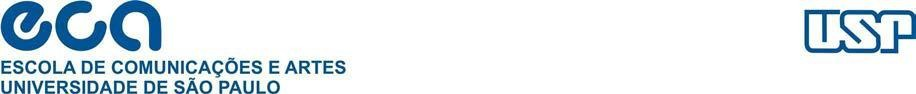 eca
USP
ESCOLA DE COMUNICAÇÕES E ARTES
UNIVERSIDADE DE SÃO PAULO